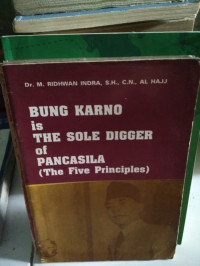 Dr. M. RIDHWAN INDRA, S.H., C.N., AL HAJJ
BUNG KARNO
is
THE SOLE DIGGER
of
PANCASILA
(The Five Principles)